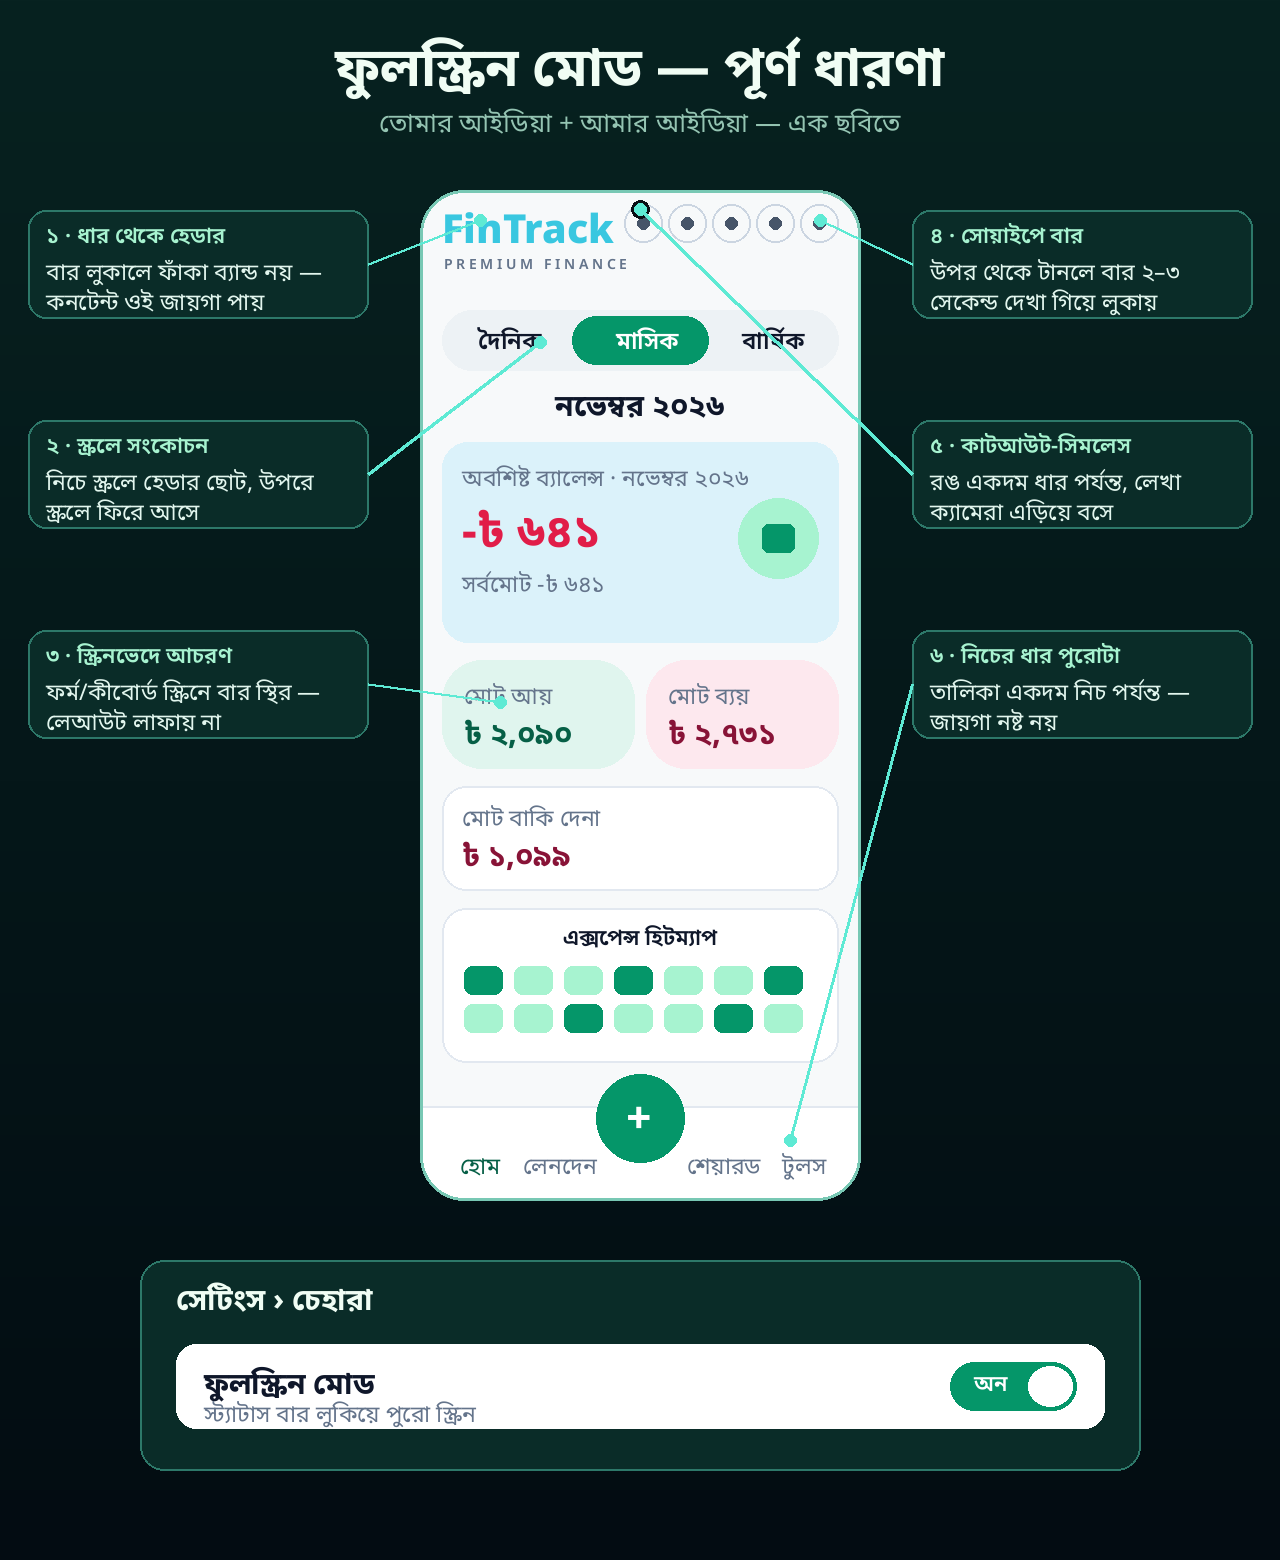 ফুলস্ক্রিন মোড — পূর্ণ ধারণা
তোমার আইডিয়া + আমার আইডিয়া — এক ছবিতে
১ · ধার থেকে হেডার
বার লুকালে ফাঁকা ব্যান্ড নয় —
কনটেন্ট ওই জায়গা পায়
২ · স্ক্রলে সংকোচন
নিচে স্ক্রলে হেডার ছোট, উপরে
স্ক্রলে ফিরে আসে
৩ · স্ক্রিনভেদে আচরণ
ফর্ম/কীবোর্ড স্ক্রিনে বার স্থির —
লেআউট লাফায় না
FinTrack
PREMIUM FINANCE
দৈনিক মাসিক বার্ষিক
নভেম্বর ২০২৬
অবশিষ্ট ব্যালেন্স · নভেম্বর ২০২৬
-৳ ৬৪১
সর্বমোট -৳ ৬৪১
মোট আয় মোট ব্যয়
৳ ২,০৯০ ৳ ২,৭৩১
মোট বাকি দেনা
৳ ১,০৯৯
এক্সপেন্স হিটম্যাপ
+
হোম লেনদেন শেয়ারড টুলস
৪ · সোয়াইপে বার
উপর থেকে টানলে বার ২–৩
সেকেন্ড দেখা গিয়ে লুকায়
৫ · কাটআউট-সিমলেস
রঙ একদম ধার পর্যন্ত, লেখা
ক্যামেরা এড়িয়ে বসে
৬ · নিচের ধার পুরোটা
তালিকা একদম নিচ পর্যন্ত —
জায়গা নষ্ট নয়
সেটিংস › চেহারা
ফুলস্ক্রিন মোড
স্ট্যাটাস বার লুকিয়ে পুরো স্ক্রিন
অন